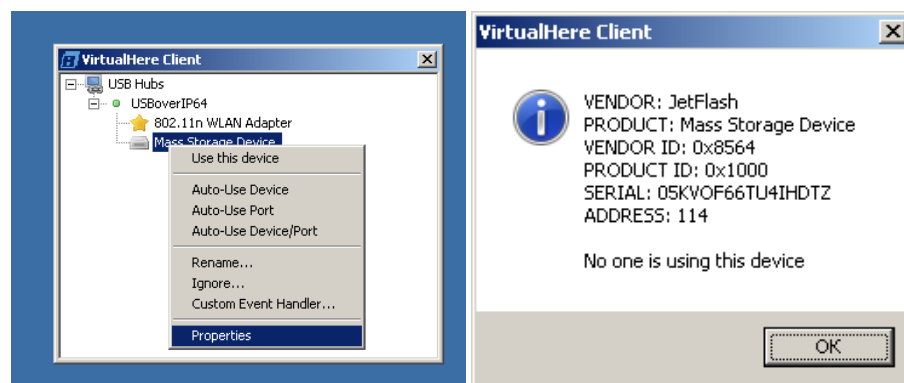 VirtualHere Client
USB Hubs
USBoverIP64
802.11n WLAN Adapter
Mass Storage Device
Use this device
Auto-Use Device
Auto-Use Port
Auto-Use Device/Port
Rename...
Ignore...
Custom Event Handler...
Properties
VirtualHere Client
VENDOR: JetFlash
PRODUCT: Mass Storage Device
VENDOR ID: 0x8564
PRODUCT ID: 0x1000
SERIAL: 05KVOF66TU4IHDTZ
ADDRESS: 114
No one is using this device
OK